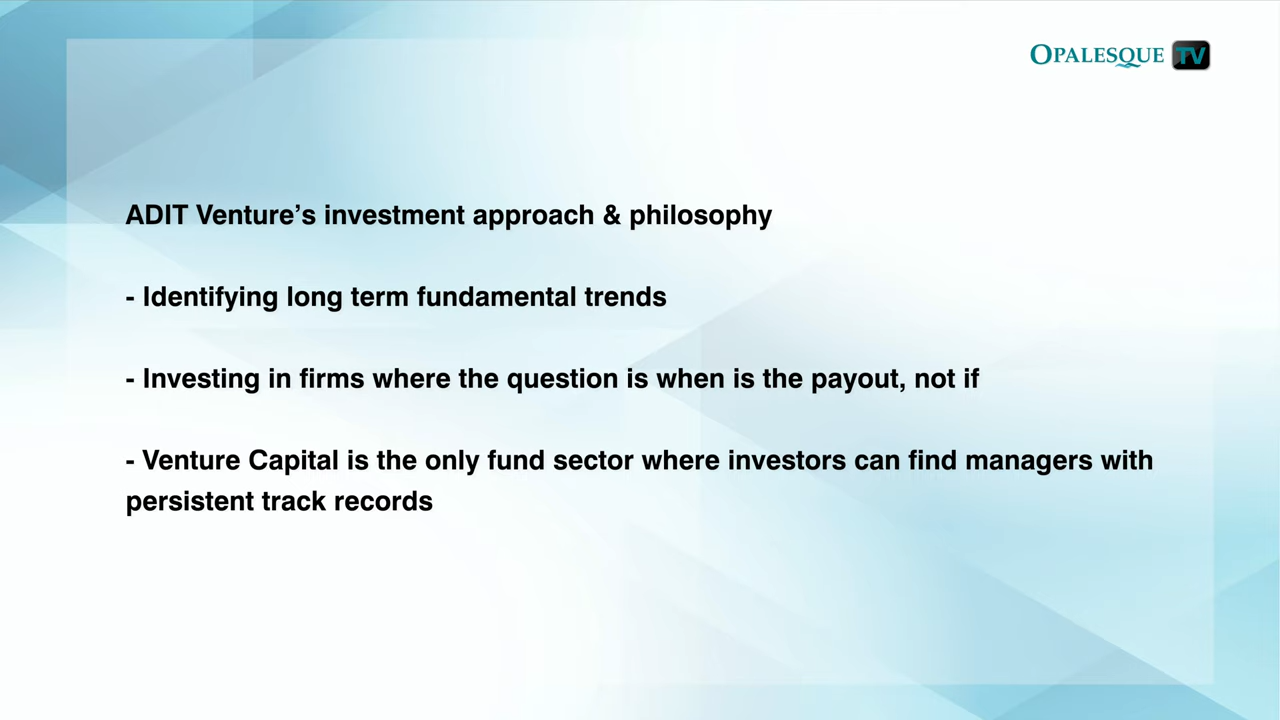 OPALESQUE TV
ADIT Venture’s investment approach & philosophy
- Identifying long term fundamental trends
- Investing in firms where the question is when is the payout, not if
- Venture Capital is the only fund sector where investors can find managers with
persistent track records